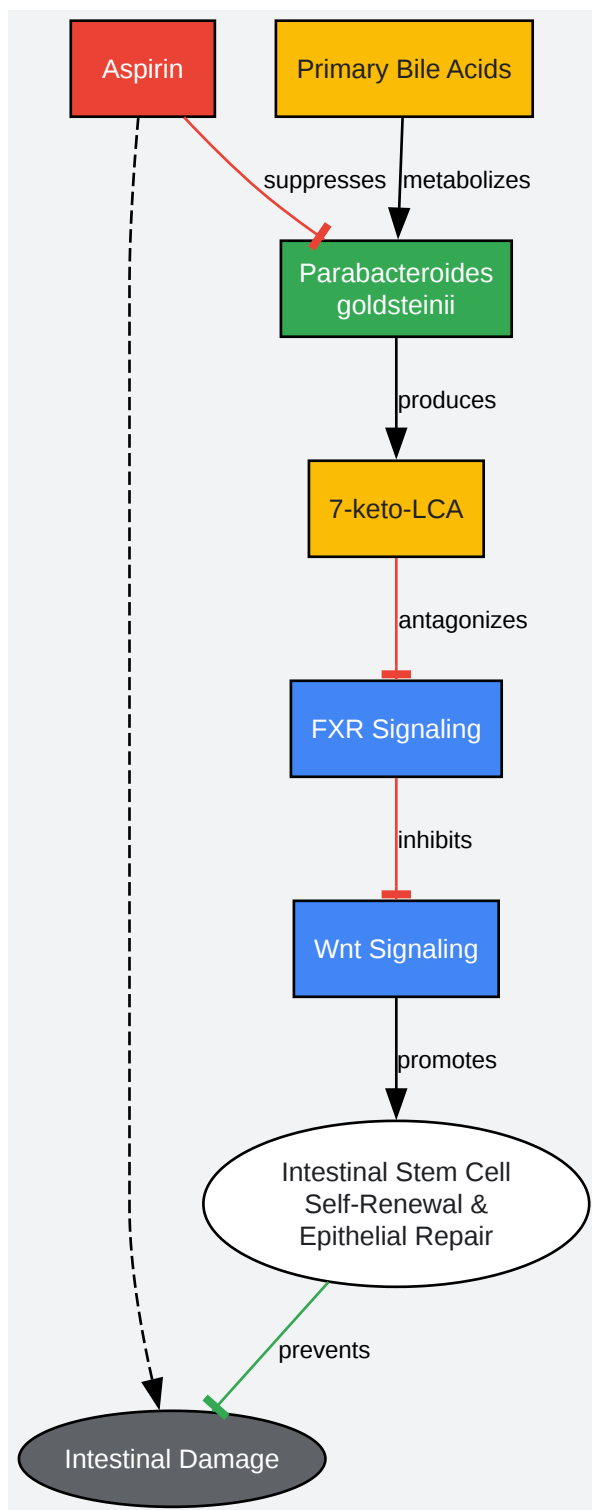 Aspirin
Primary Bile Acids
suppresses
metabolizes
Parabacteroides
goldsteinii
produces
7-keto-LCA
antagonizes
FXR Signaling
inhibits
Wnt Signaling
promotes
Intestinal Stem Cell
Self-Renewal &
Epithelial Repair
prevents
Intestinal Damage